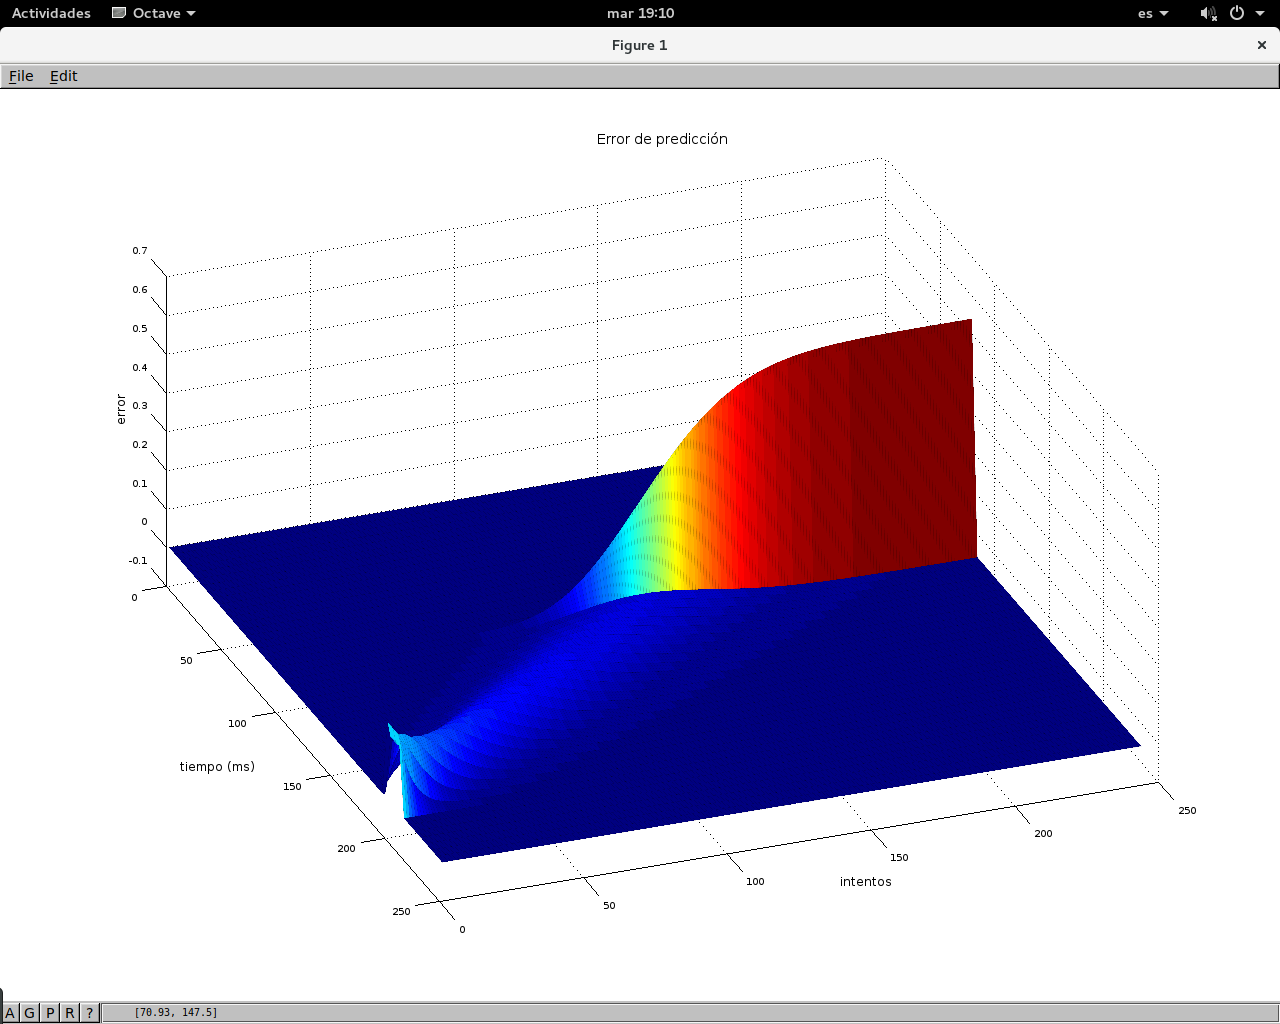 Actividades Octave mar 19:10 es
Figure 1 ×
File Edit
Error de predicción
0.7
0.6
0.5
0.4
0.3
0.2
0.1
0
-0.1
error
0
50
100
150
200
250
tiempo (ms)
0
50
100
150
200
250
intentos
A G P R ? [70.93, 147.5]